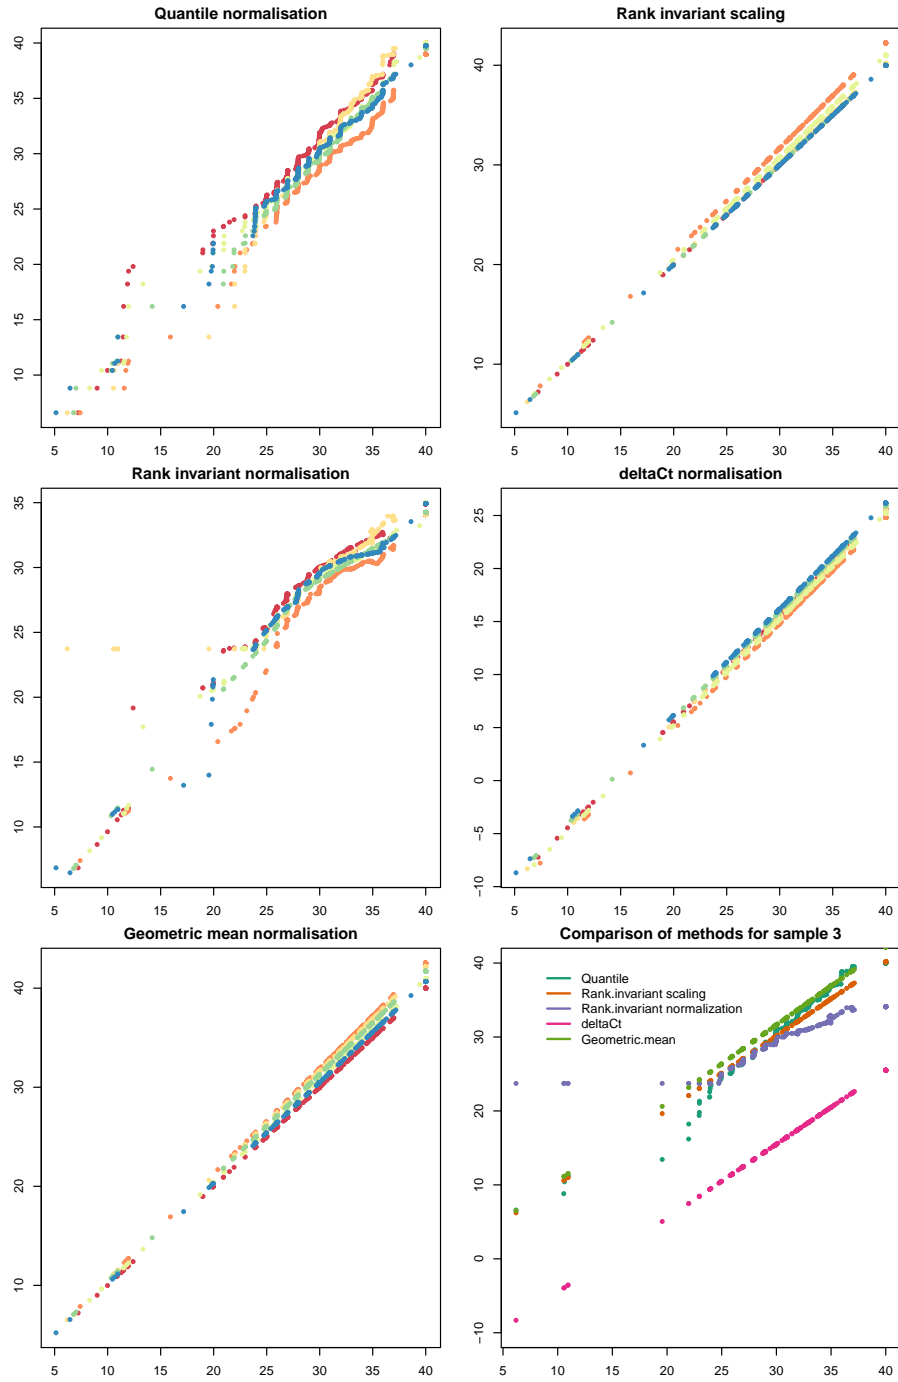 Quantile normalisation
40
35
30
25
20
15
10
5 10 15 20 25 30 35 40
Rank invariant scaling
40
30
20
10
5 10 15 20 25 30 35 40
Rank invariant normalisation
35
30
25
20
15
10
5 10 15 20 25 30 35 40
deltaCt normalisation
25
20
15
10
5
0
−5
−10
5 10 15 20 25 30 35 40
Geometric mean normalisation
40
30
20
10
5 10 15 20 25 30 35 40
Comparison of methods for sample 3
Quantile
Rank.invariant scaling
Rank.invariant normalization
deltaCt
Geometric.mean
40
30
20
10
0
−10
5 10 15 20 25 30 35 40